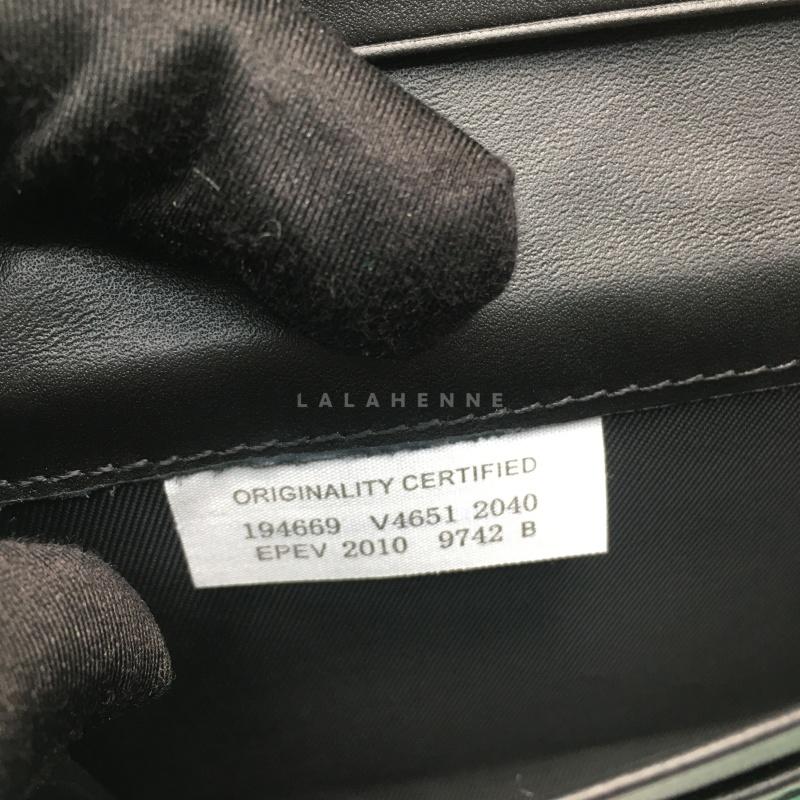 LALAHENNE
ORIGINALITY CERTIFIED
194669 V4651 2040
EPEV 2010 9742 B